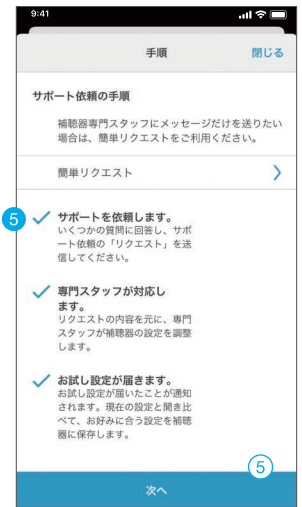 9:41
手順
閉じる
サポート依頼の手順
補聴器専門スタッフにメッセージだけを送りたい
場合は、簡単リクエストをご利用ください。
簡単リクエスト
5
サポートを依頼します。
いくつかの質問に回答し、サポ
ート依頼の「リクエスト」を送
信してください。
専門スタッフが対応し
ます。
リクエストの内容を元に、専門
スタッフが補聴器の設定を調整
します。
お試し設定が届きます。
お試し設定が届いたことが通知
されます。現在の設定と聞き比
べて、お好みに合う設定を補聴
器に保存します。
5
次へ